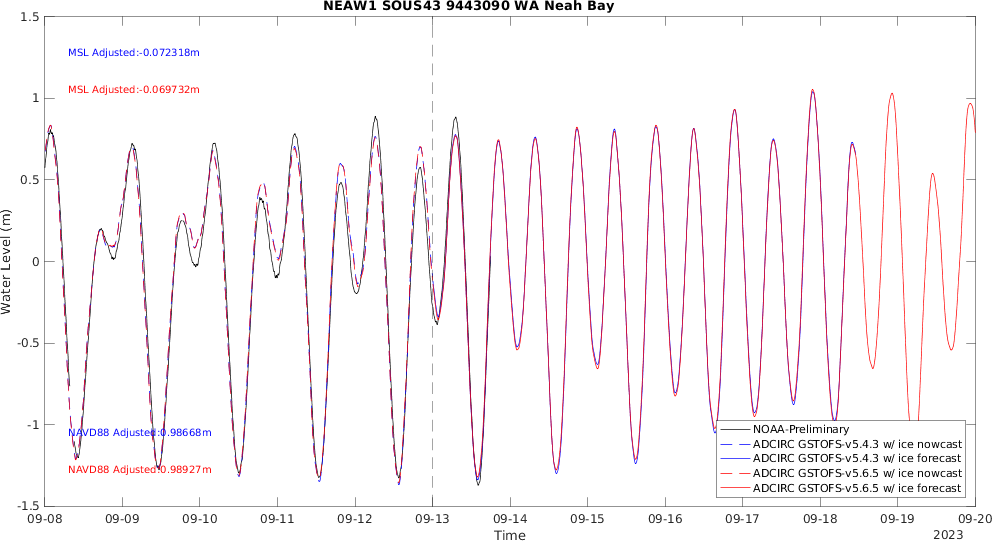 NEAW1 SOUS43 9443090 WA Neah Bay
1.5
1
0.5
0
-0.5
-1
-1.5
Water Level (m)
MSL Adjusted:-0.072318m
MSL Adjusted:-0.069732m
NAVD88 Adjusted:0.98668m
NAVD88 Adjusted:0.98927m
NOAA-Preliminary
ADCIRC GSTOFS-v5.4.3 w/ ice nowcast
ADCIRC GSTOFS-v5.4.3 w/ ice forecast
ADCIRC GSTOFS-v5.6.5 w/ ice nowcast
ADCIRC GSTOFS-v5.6.5 w/ ice forecast
09-08 09-09 09-10 09-11 09-12 09-13 09-14 09-15 09-16 09-17 09-18 09-19 09-20
Time
2023